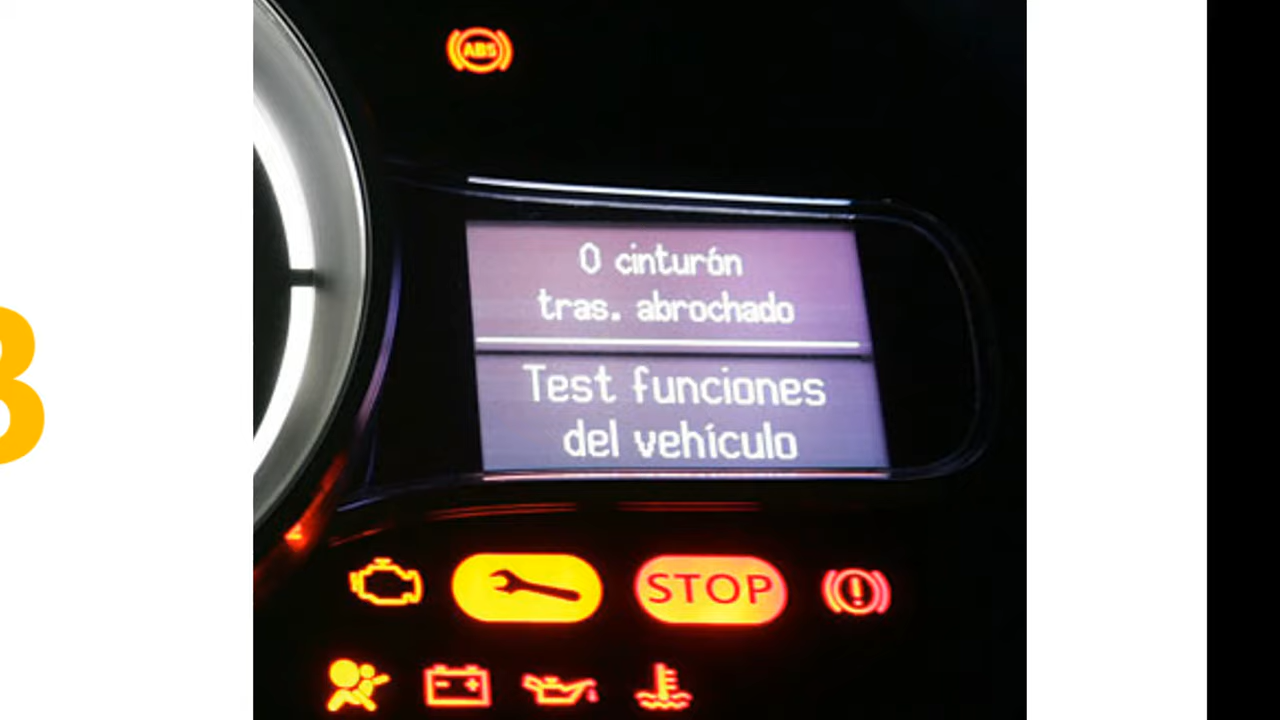 ABS
0 cinturón
tras. abrochado
Test funciones
del vehículo
STOP